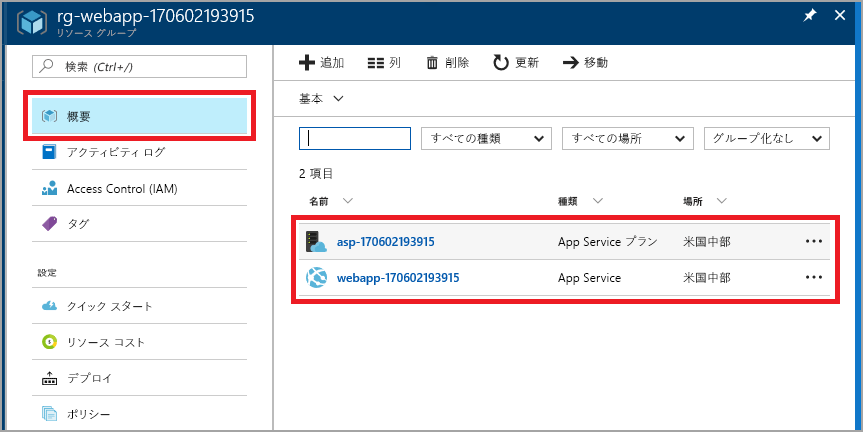 rg-webapp-170602193915
リソース グループ
検索 (Ctrl+/)
概要
アクティビティ ログ
Access Control (IAM)
タグ
設定
クイック スタート
リソース コスト
デプロイ
ポリシー
追加 列 削除 更新 移動
基本
すべての種類 すべての場所 グループ化なし
2 項目
名前 種類 場所
asp-170602193915 App Service プラン 米国中部
webapp-170602193915 App Service 米国中部